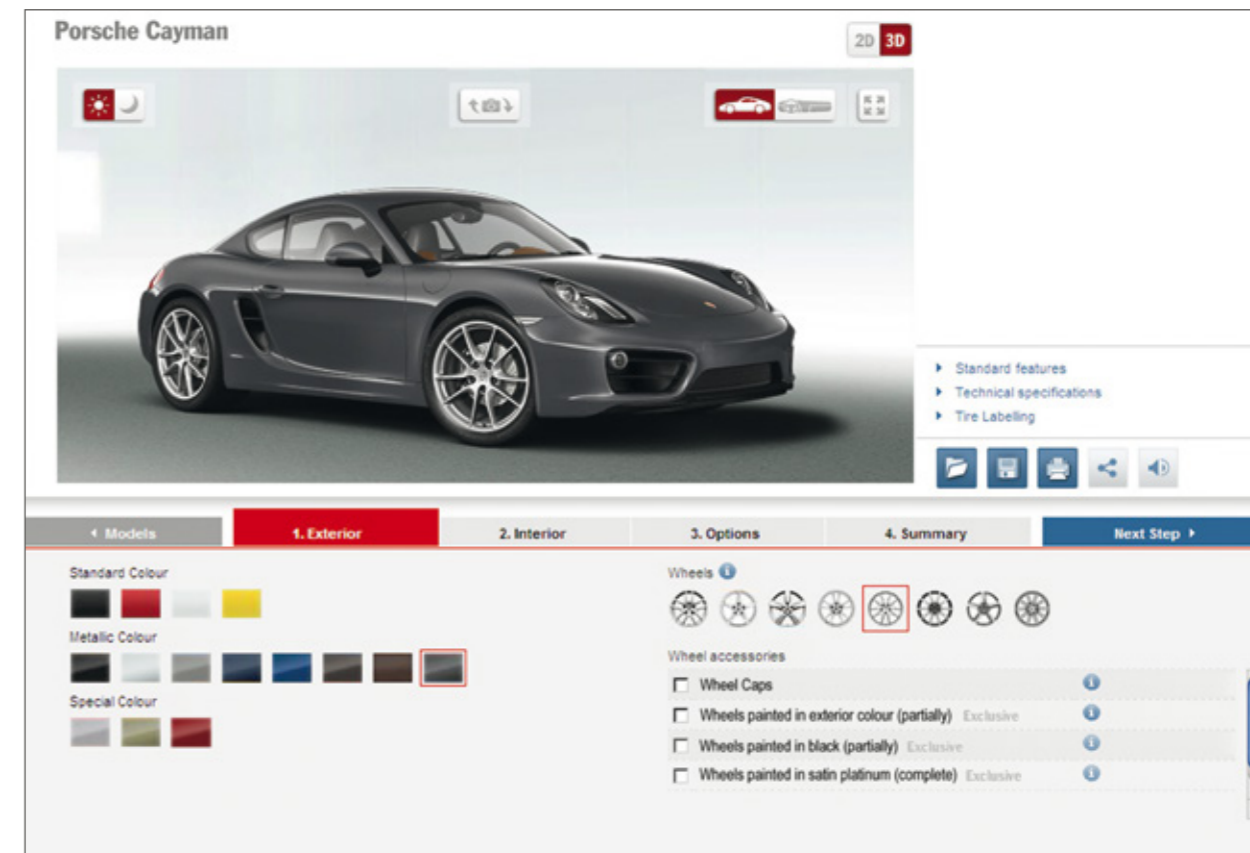 Porsche Cayman
2D 3D
Standard features
Technical specifications
Tire Labelling
Models
1. Exterior
2. Interior
3. Options
4. Summary
Next Step
Standard Colour
Metallic Colour
Special Colour
Wheels
Wheel accessories
Wheel Caps
Wheels painted in exterior colour (partially) Exclusive
Wheels painted in black (partially) Exclusive
Wheels painted in satin platinum (complete) Exclusive